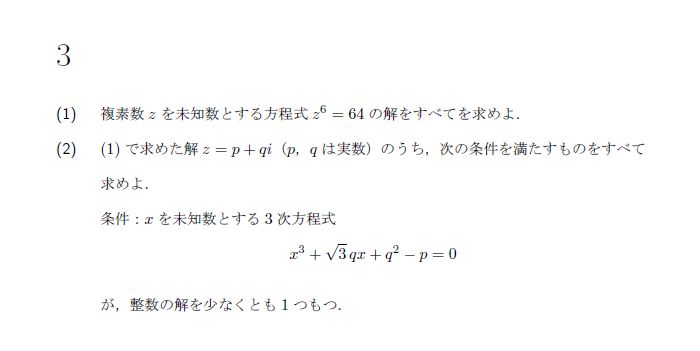 3
(1) 複素数 z を未知数とする方程式 z⁶ = 64 の解をすべてを求めよ.
(2) (1) で求めた解 z = p + qi（p, q は実数）のうち，次の条件を満たすものをすべて
求めよ.
条件：x を未知数とする 3 次方程式
x³ + √3 qx + q² − p = 0
が，整数の解を少なくとも 1 つもつ.